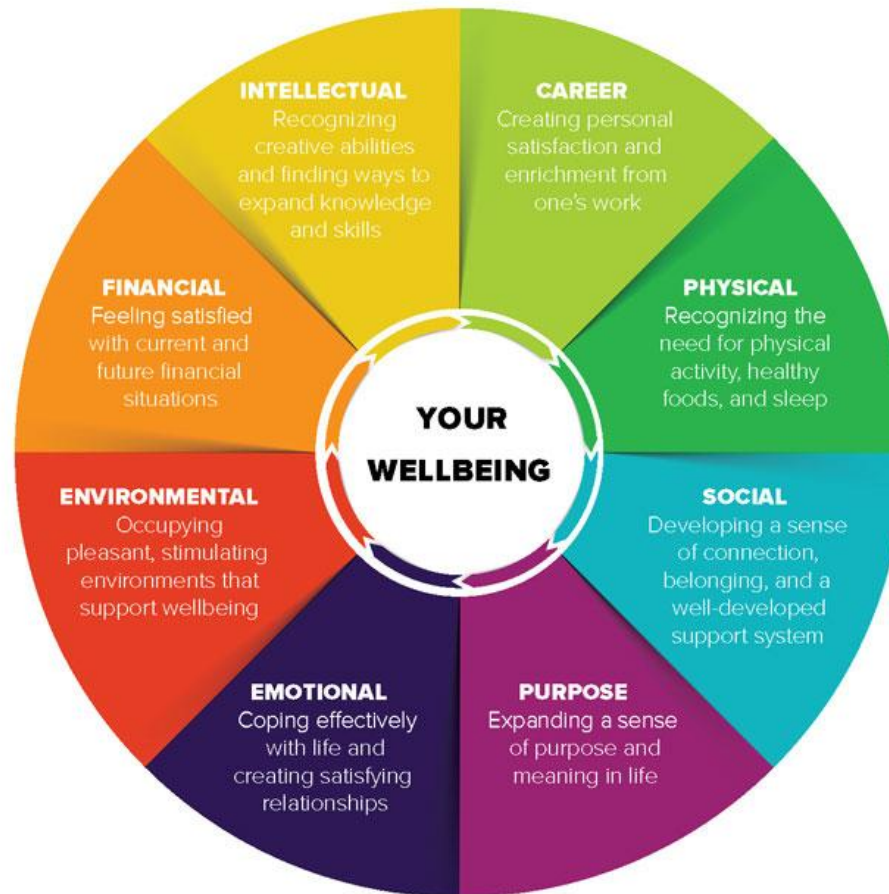 INTELLECTUAL
Recognizing
creative abilities
and finding ways to
expand knowledge
and skills
CAREER
Creating personal
satisfaction and
enrichment from
one's work
FINANCIAL
Feeling satisfied
with current and
future financial
situations
PHYSICAL
Recognizing the
need for physical
activity, healthy
foods, and sleep
YOUR
WELLBEING
ENVIRONMENTAL
Occupying
pleasant, stimulating
environments that
support wellbeing
SOCIAL
Developing a sense
of connection,
belonging, and a
well-developed
support system
EMOTIONAL
Coping effectively
with life and
creating satisfying
relationships
PURPOSE
Expanding a sense
of purpose and
meaning in life